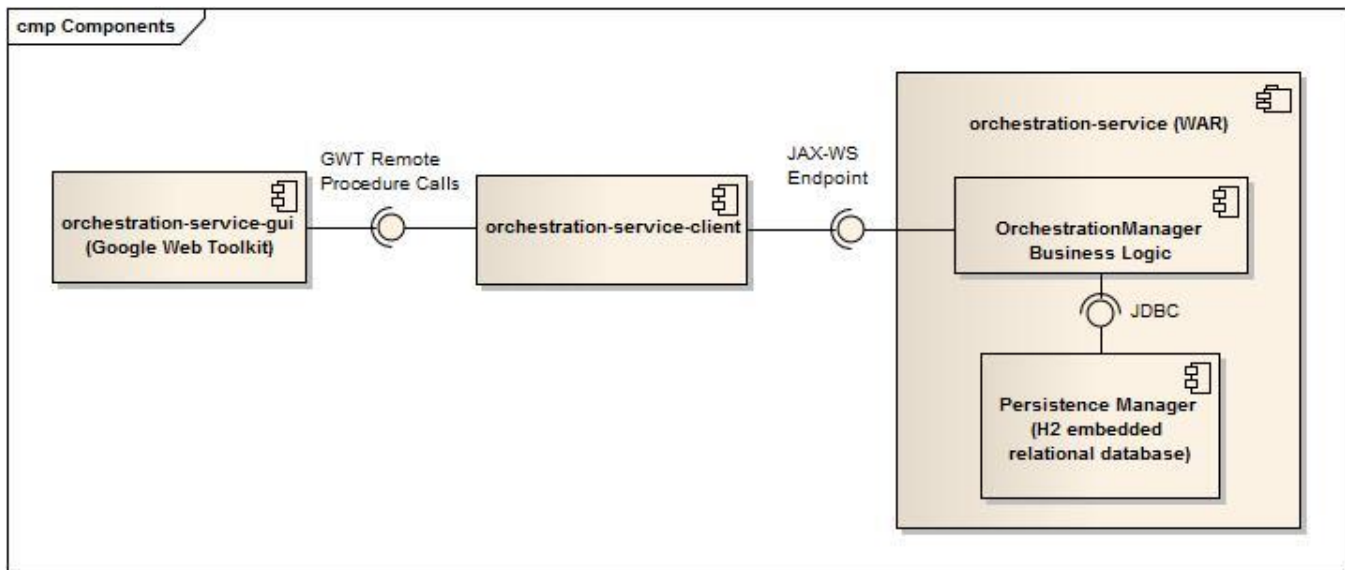 cmp Components
orchestration-service-gui
(Google Web Toolkit)
GWT Remote
Procedure Calls
orchestration-service-client
JAX-WS
Endpoint
orchestration-service (WAR)
OrchestrationManager
Business Logic
JDBC
Persistence Manager
(H2 embedded
relational database)